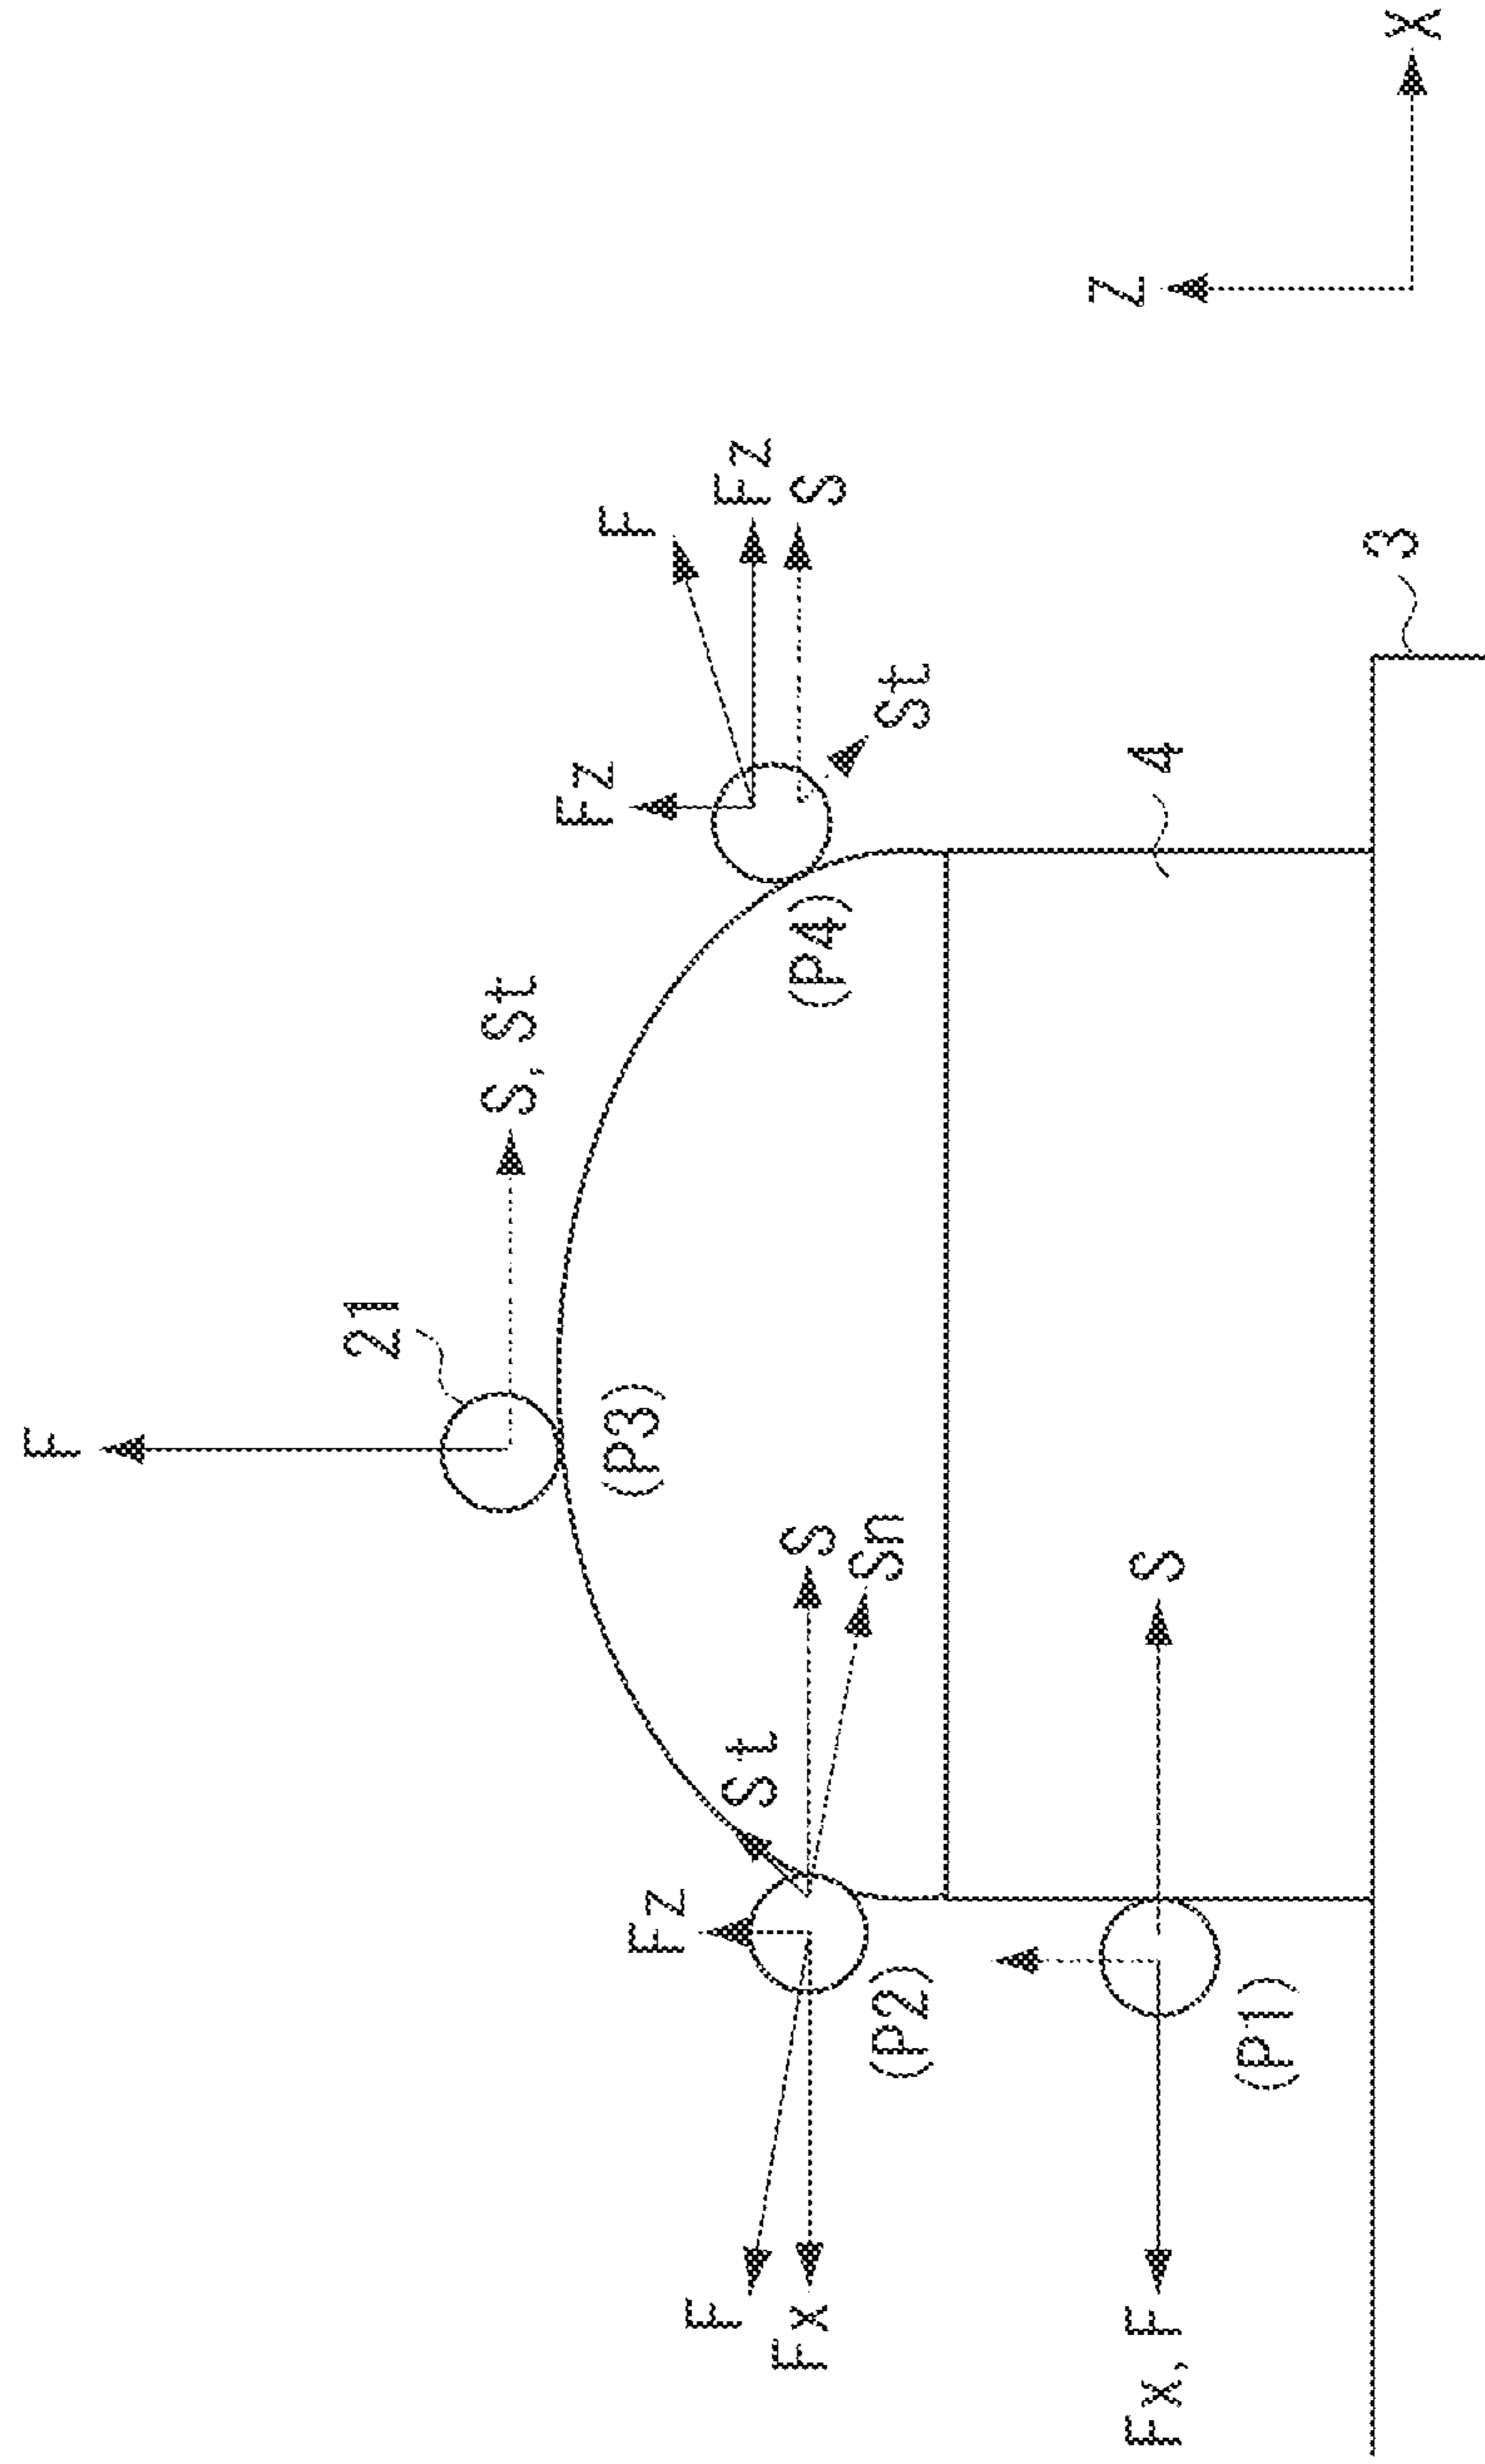 F
21
S, St
(P3)
F
Fz
Fz
S
St
(P4)
St
S
Sn
Fz
F
Fx
(P2)
S
Fx, F
(P1)
4
3
Z
X